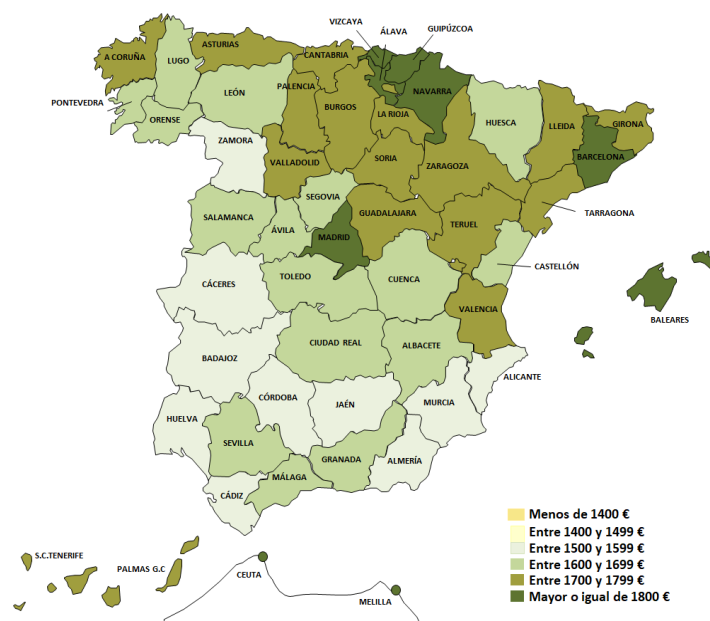 VIZCAYA
ÁLAVA
GUIPÚZCOA
A CORUÑA
ASTURIAS
CANTABRIA
LUGO
LEÓN
PALENCIA
BURGOS
NAVARRA
PONTEVEDRA
ORENSE
LA RIOJA
HUESCA
LLEIDA
GIRONA
BARCELONA
ZAMORA
VALLADOLID
SORIA
ZARAGOZA
SEGOVIA
SALAMANCA
ÁVILA
MADRID
GUADALAJARA
TERUEL
TARRAGONA
CASTELLÓN
CÁCERES
TOLEDO
CUENCA
VALENCIA
BALEARES
BADAJOZ
CIUDAD REAL
ALBACETE
ALICANTE
HUELVA
CÓRDOBA
JAÉN
MURCIA
SEVILLA
GRANADA
ALMERÍA
MÁLAGA
CÁDIZ
S.C.TENERIFE
PALMAS G.C
CEUTA
MELILLA
Menos de 1400 €
Entre 1400 y 1499 €
Entre 1500 y 1599 €
Entre 1600 y 1699 €
Entre 1700 y 1799 €
Mayor o igual de 1800 €